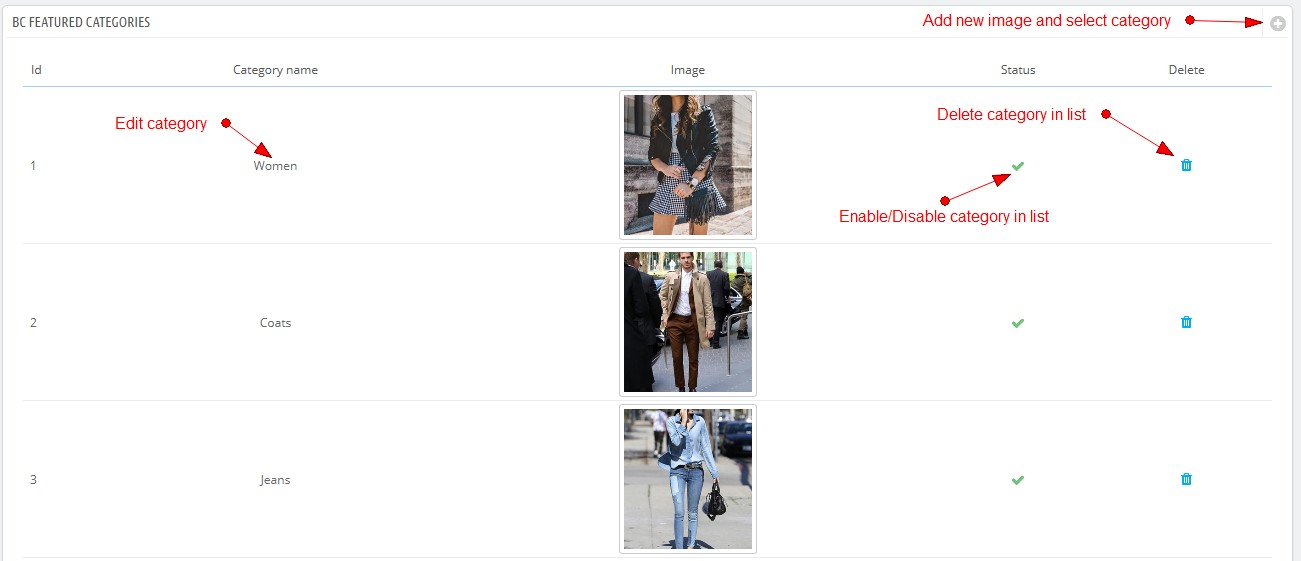 BC FEATURED CATEGORIES
Add new image and select category
Id Category name Image Status Delete
Edit category
Delete category in list
1 Women
Enable/Disable category in list
2 Coats
3 Jeans